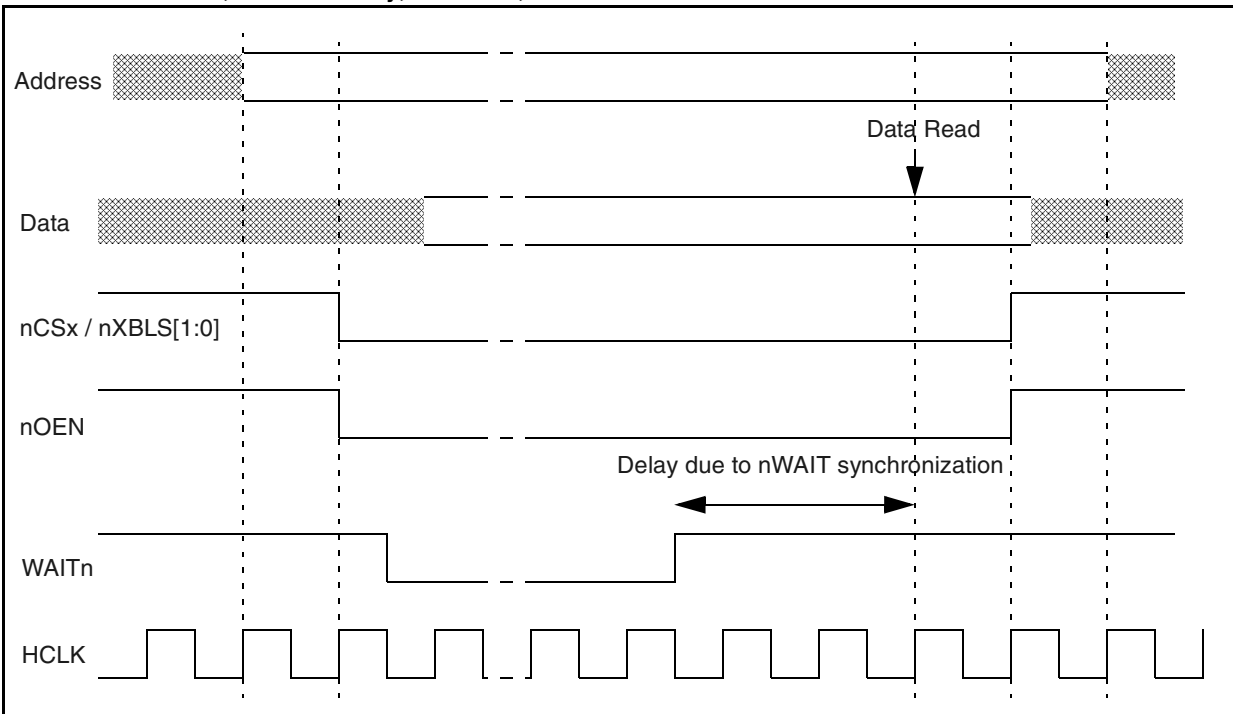 Address
Data Read
Data
nCSx / nXBLS[1:0]
nOEN
Delay due to nWAIT synchronization
WAITn
HCLK